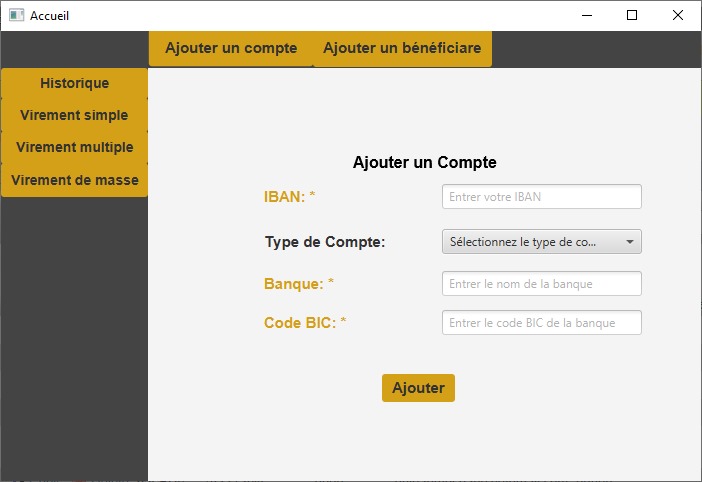 Accueil
Ajouter un compte
Ajouter un bénéficiare
Historique
Virement simple
Virement multiple
Virement de masse
Ajouter un Compte
IBAN: *
Entrer votre IBAN
Type de Compte:
Sélectionnez le type de co...
Banque: *
Entrer le nom de la banque
Code BIC: *
Entrer le code BIC de la banque
Ajouter